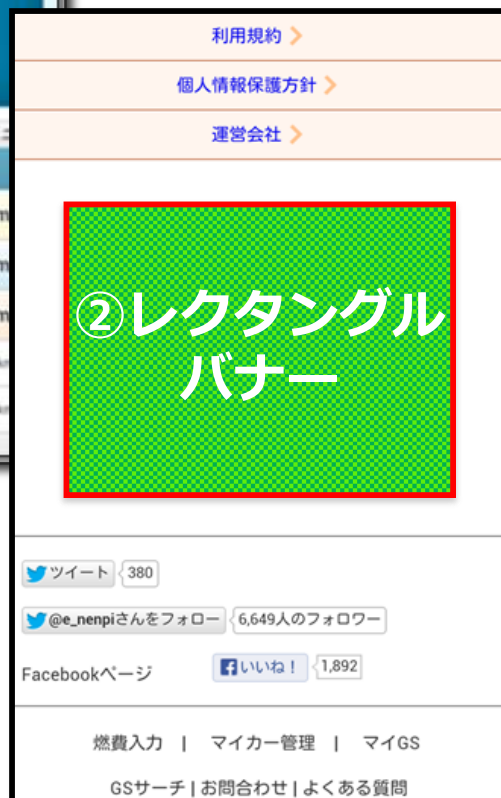 利用規約
個人情報保護方針
運営会社
②レクタングル
バナー
ツイート 380
@e_nenpiさんをフォロー 6,649人のフォロワー
Facebookページ いいね！ 1,892
燃費入力 | マイカー管理 | マイGS
GSサーチ | お問合わせ | よくある質問